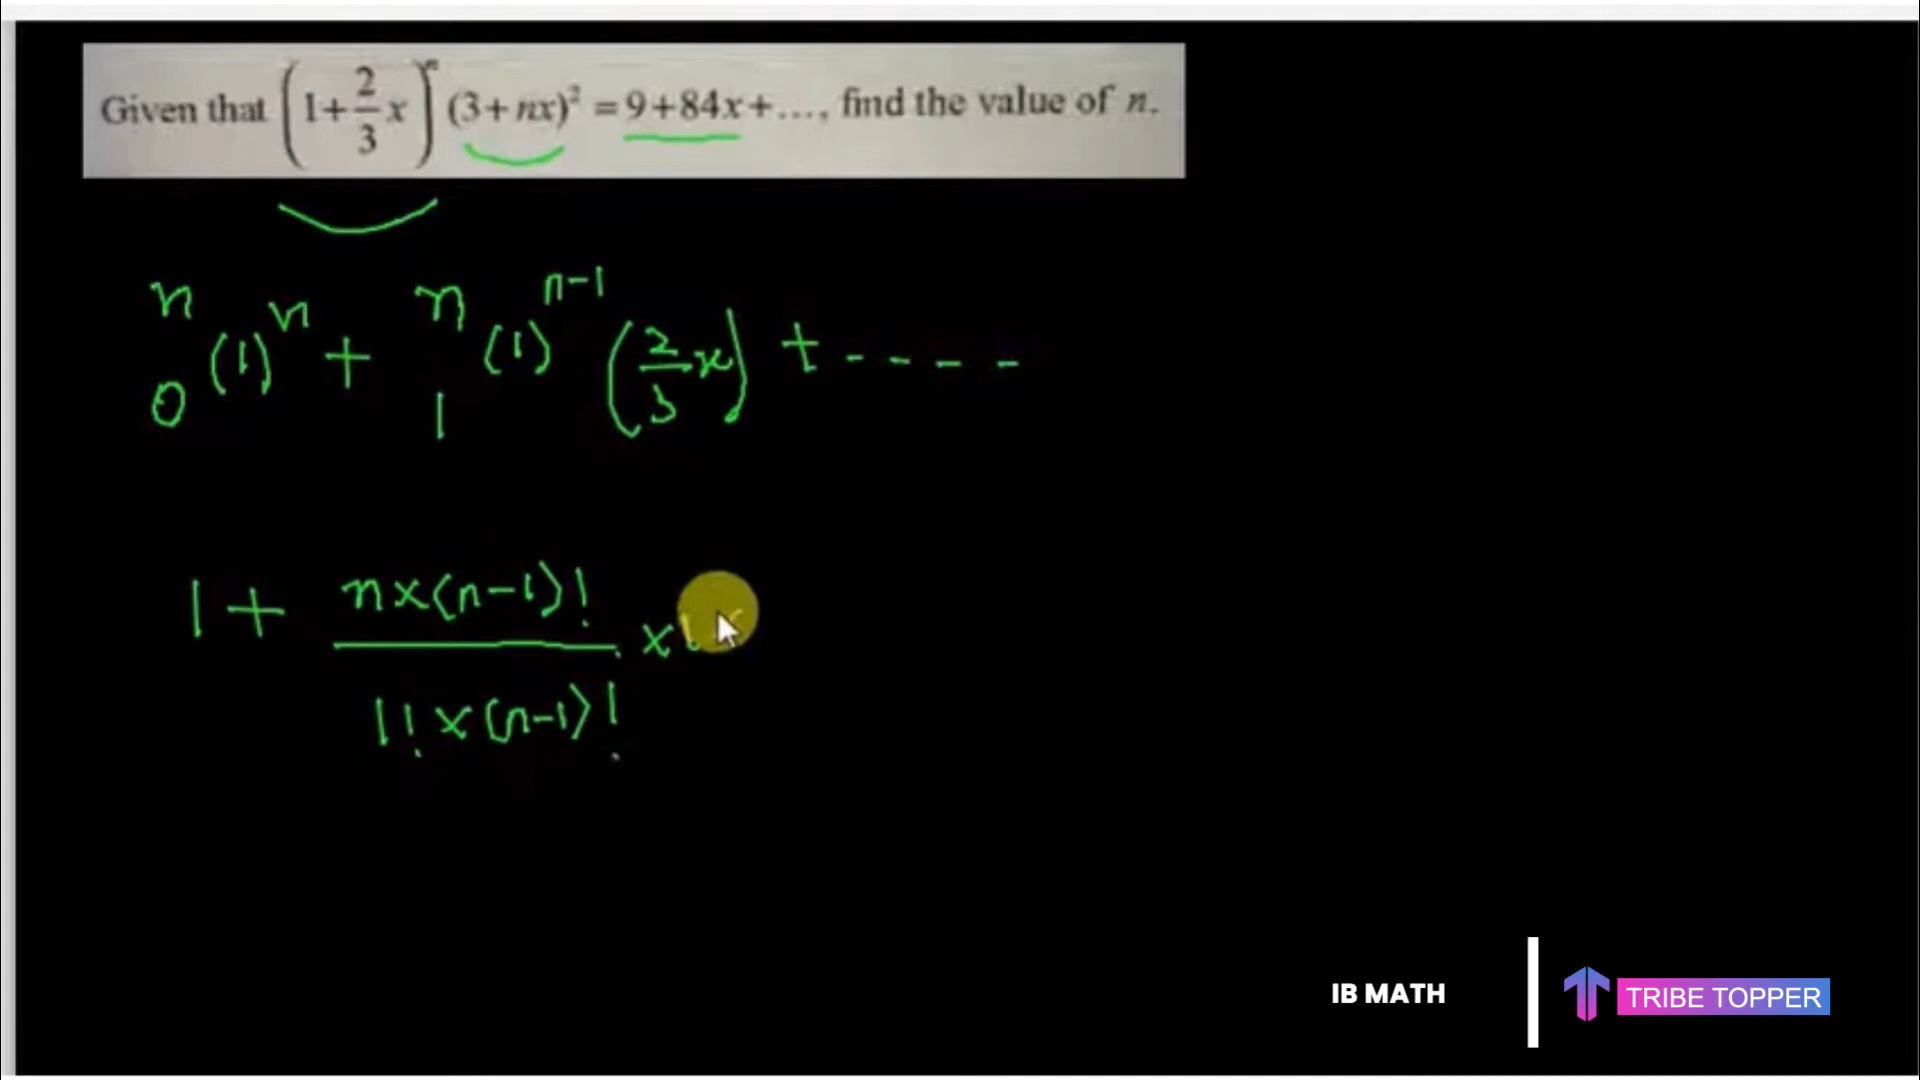 Given that (1+2/3x)^n (3+nx)² = 9+84x+..., find the value of n.
n 0 (1)^n + n 1 (1)^n-1 (2/3 x) + - - - -
1 + n×(n-1)! / 1!×(n-1)! ×1
IB MATH
TRIBE TOPPER